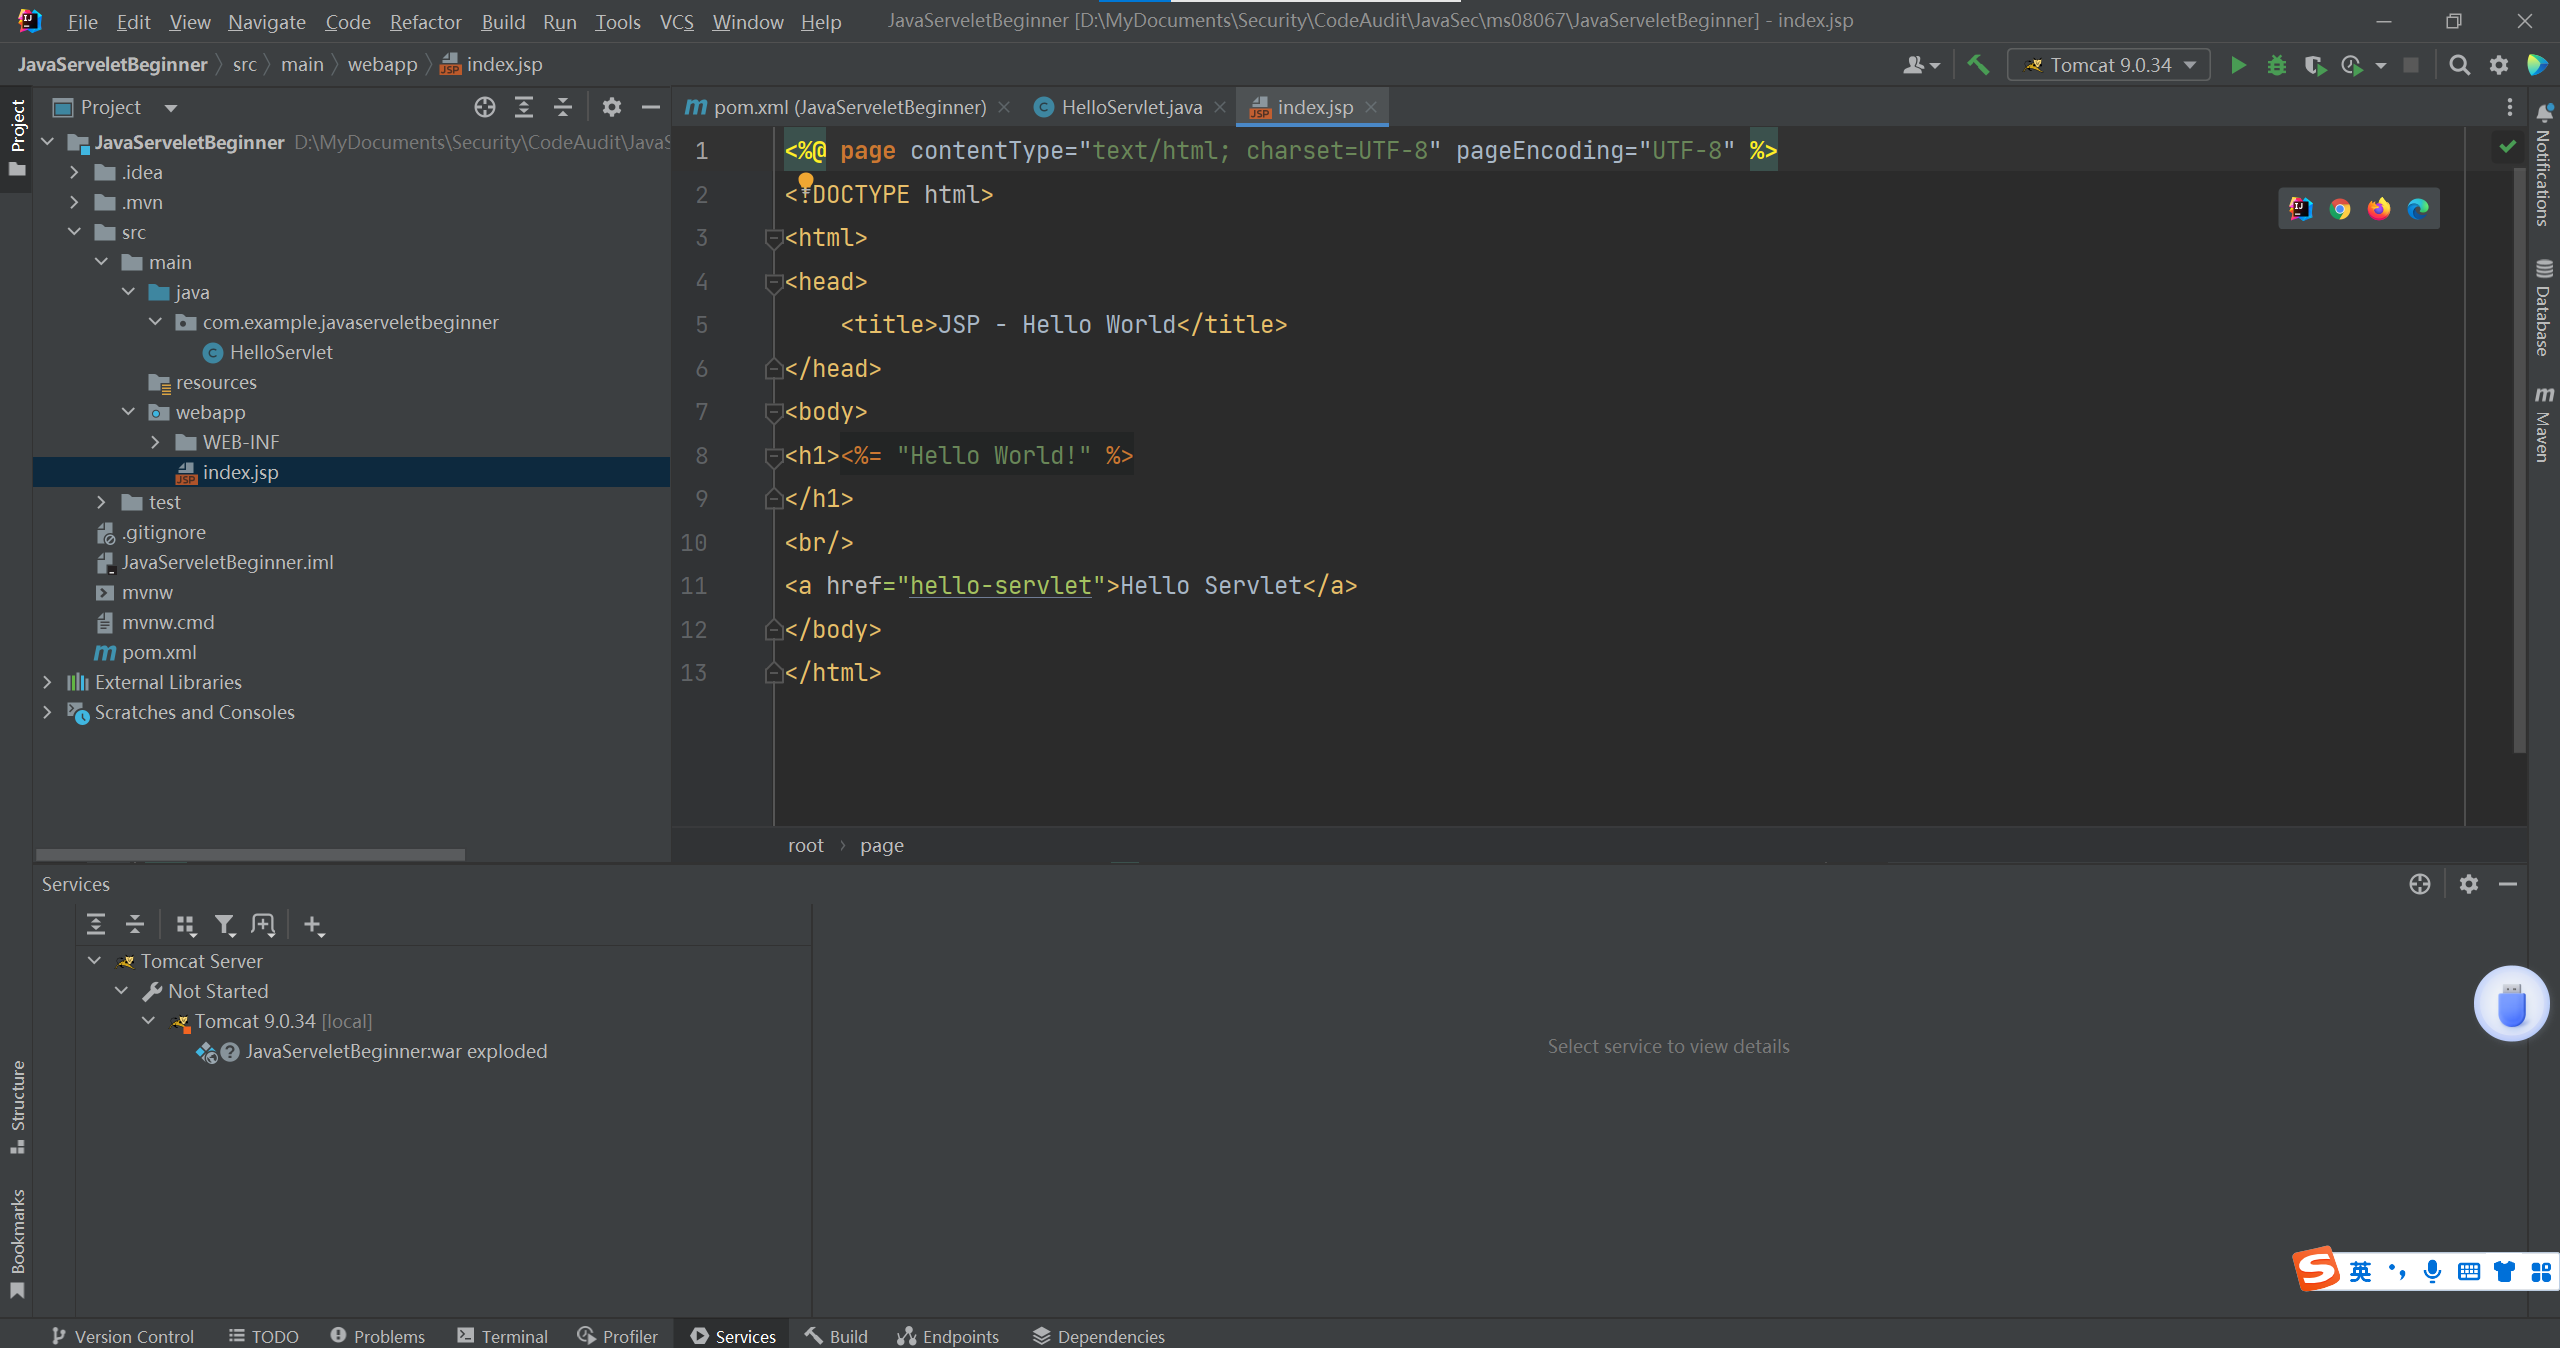 File Edit View Navigate Code Refactor Build Run Tools VCS Window Help JavaServeletBeginner [D:\MyDocuments\Security\CodeAudit\JavaSec\ms08067\JavaServeletBeginner] - index.jsp
JavaServeletBeginner src main webapp index.jsp Tomcat 9.0.34
Project
Project
JavaServeletBeginner D:\MyDocuments\Security\CodeAudit\JavaS
.idea
.mvn
src
main
java
com.example.javaserveletbeginner
HelloServlet
resources
webapp
WEB-INF
index.jsp
test
.gitignore
JavaServeletBeginner.iml
mvnw
mvnw.cmd
pom.xml
External Libraries
Scratches and Consoles
pom.xml (JavaServeletBeginner) HelloServlet.java index.jsp
1 <%@ page contentType="text/html; charset=UTF-8" pageEncoding="UTF-8" %>
2 <!DOCTYPE html>
3 <html>
4 <head>
5 <title>JSP - Hello World</title>
6 </head>
7 <body>
8 <h1><%= "Hello World!" %>
9 </h1>
10 <br/>
11 <a href="hello-servlet">Hello Servlet</a>
12 </body>
13 </html>
root page
Notifications
Database
Maven
Services
Tomcat Server
Not Started
Tomcat 9.0.34 [local]
JavaServeletBeginner:war exploded
Select service to view details
Structure
Bookmarks
英
Version Control TODO Problems Terminal Profiler Services Build Endpoints Dependencies